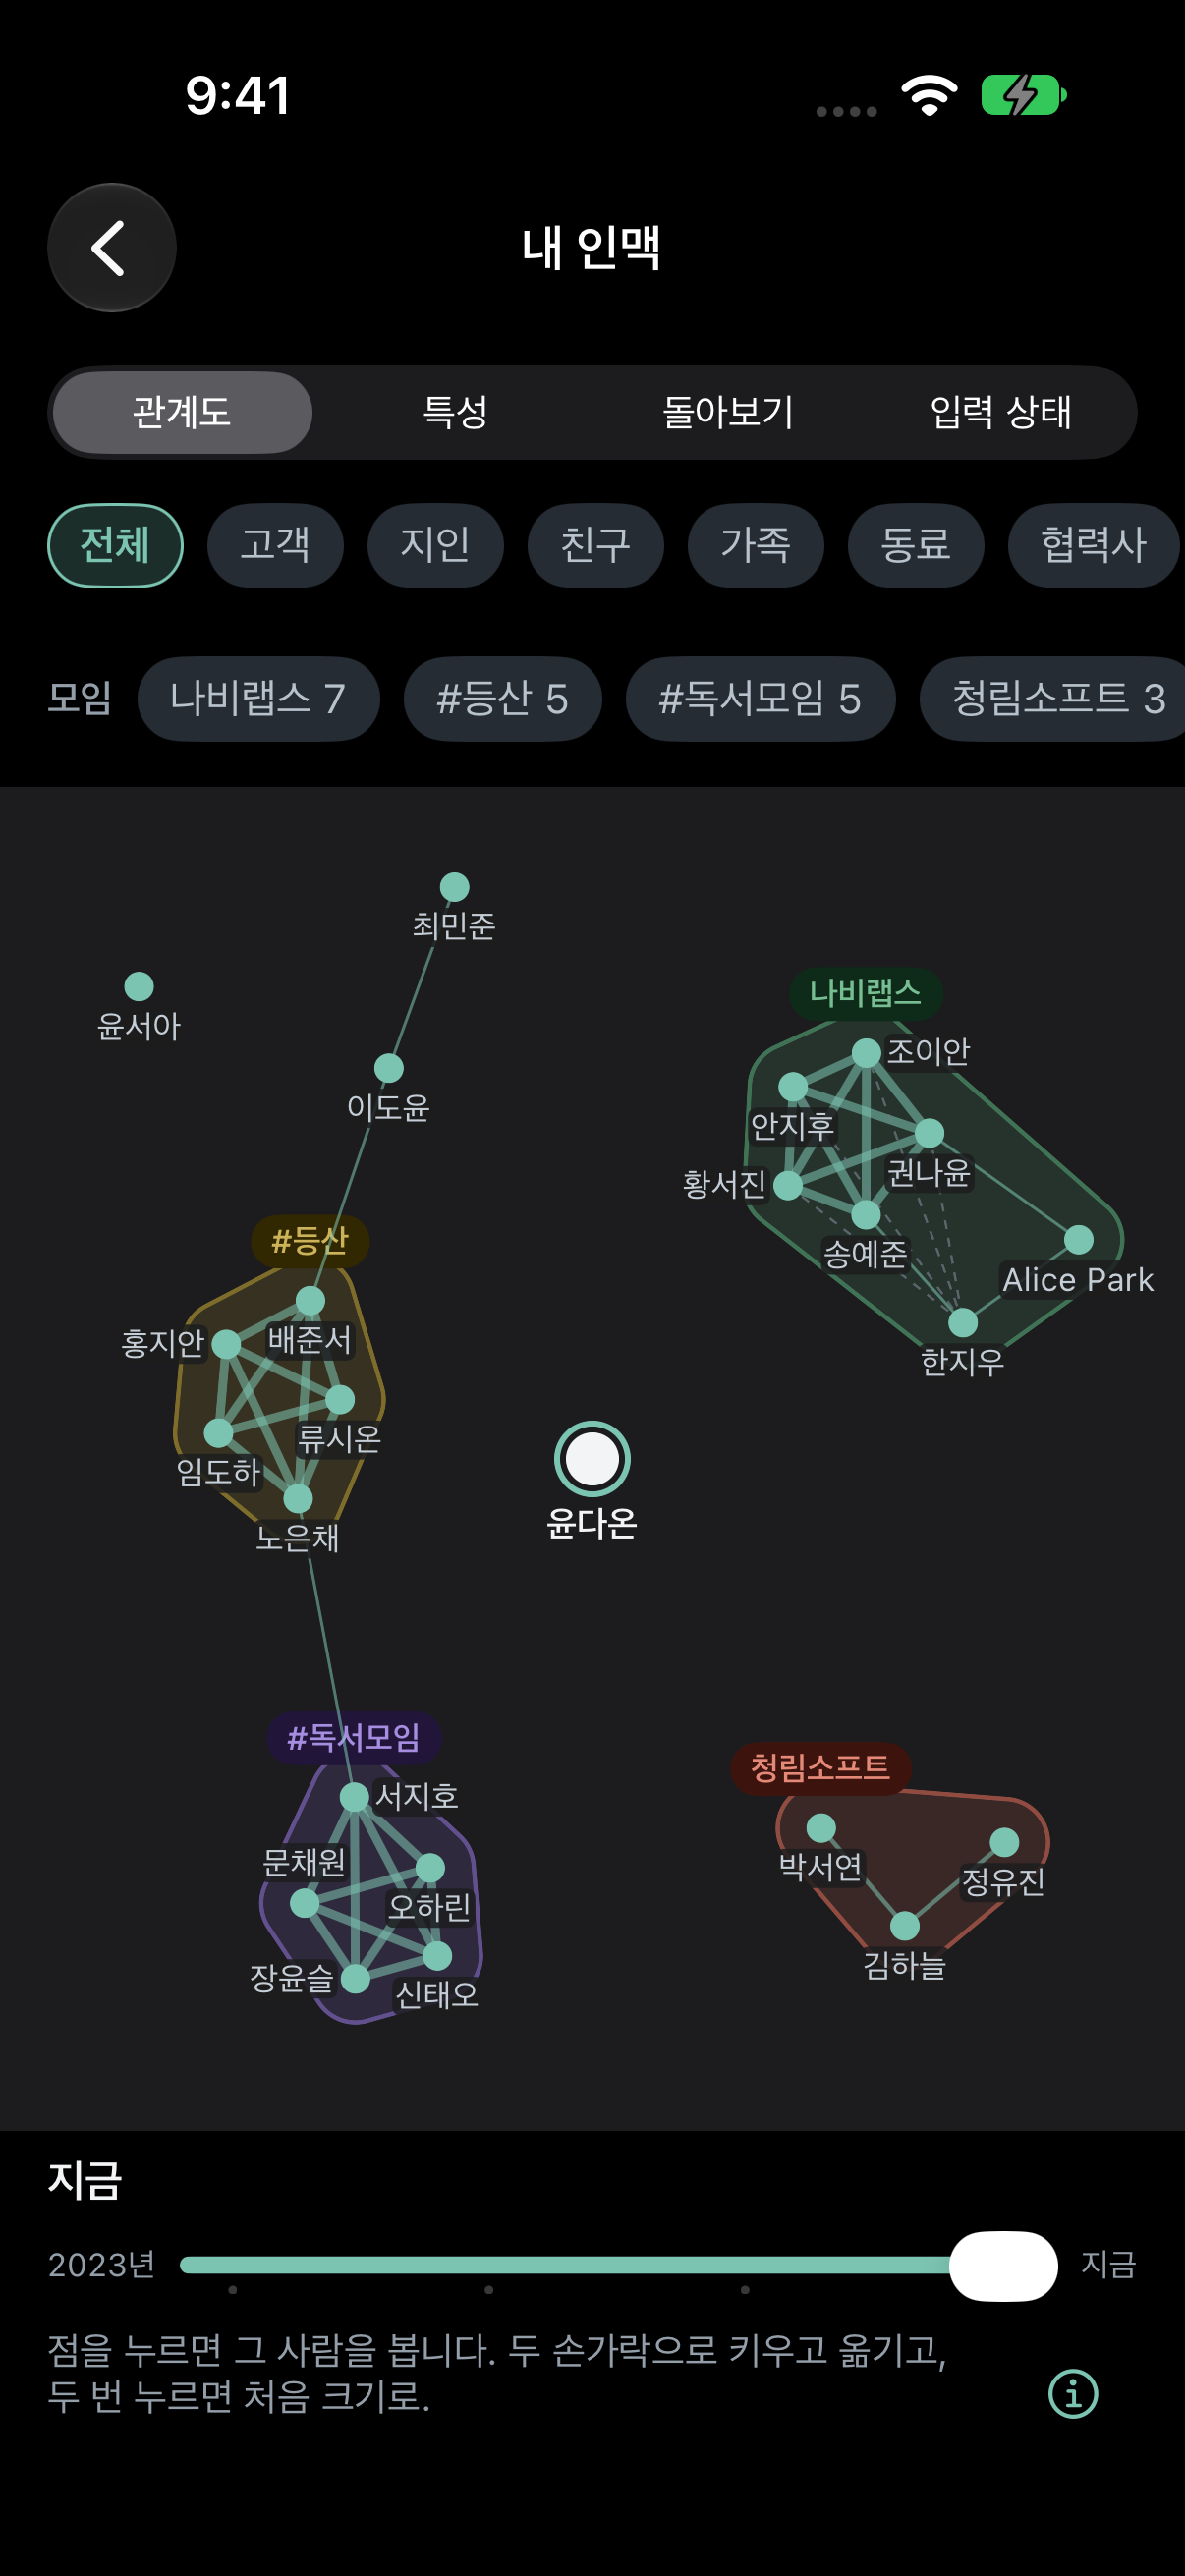 9:41
내 인맥
관계도 특성 돌아보기 입력 상태
전체 고객 지인 친구 가족 동료 협력사
모임 나비랩스 7 #등산 5 #독서모임 5 청림소프트 3
최민준
윤서아
나비랩스
조이안
이도윤
안지후
권나윤
황서진
#등산
송예준
Alice Park
홍지안
배준서
한지우
류시온
임도하
윤다온
노은채
#독서모임
청림소프트
서지호
문채원
박서연
정유진
오하린
김하늘
장윤슬
신태오
지금
2023년 지금
점을 누르면 그 사람을 봅니다. 두 손가락으로 키우고 옮기고,
두 번 누르면 처음 크기로.